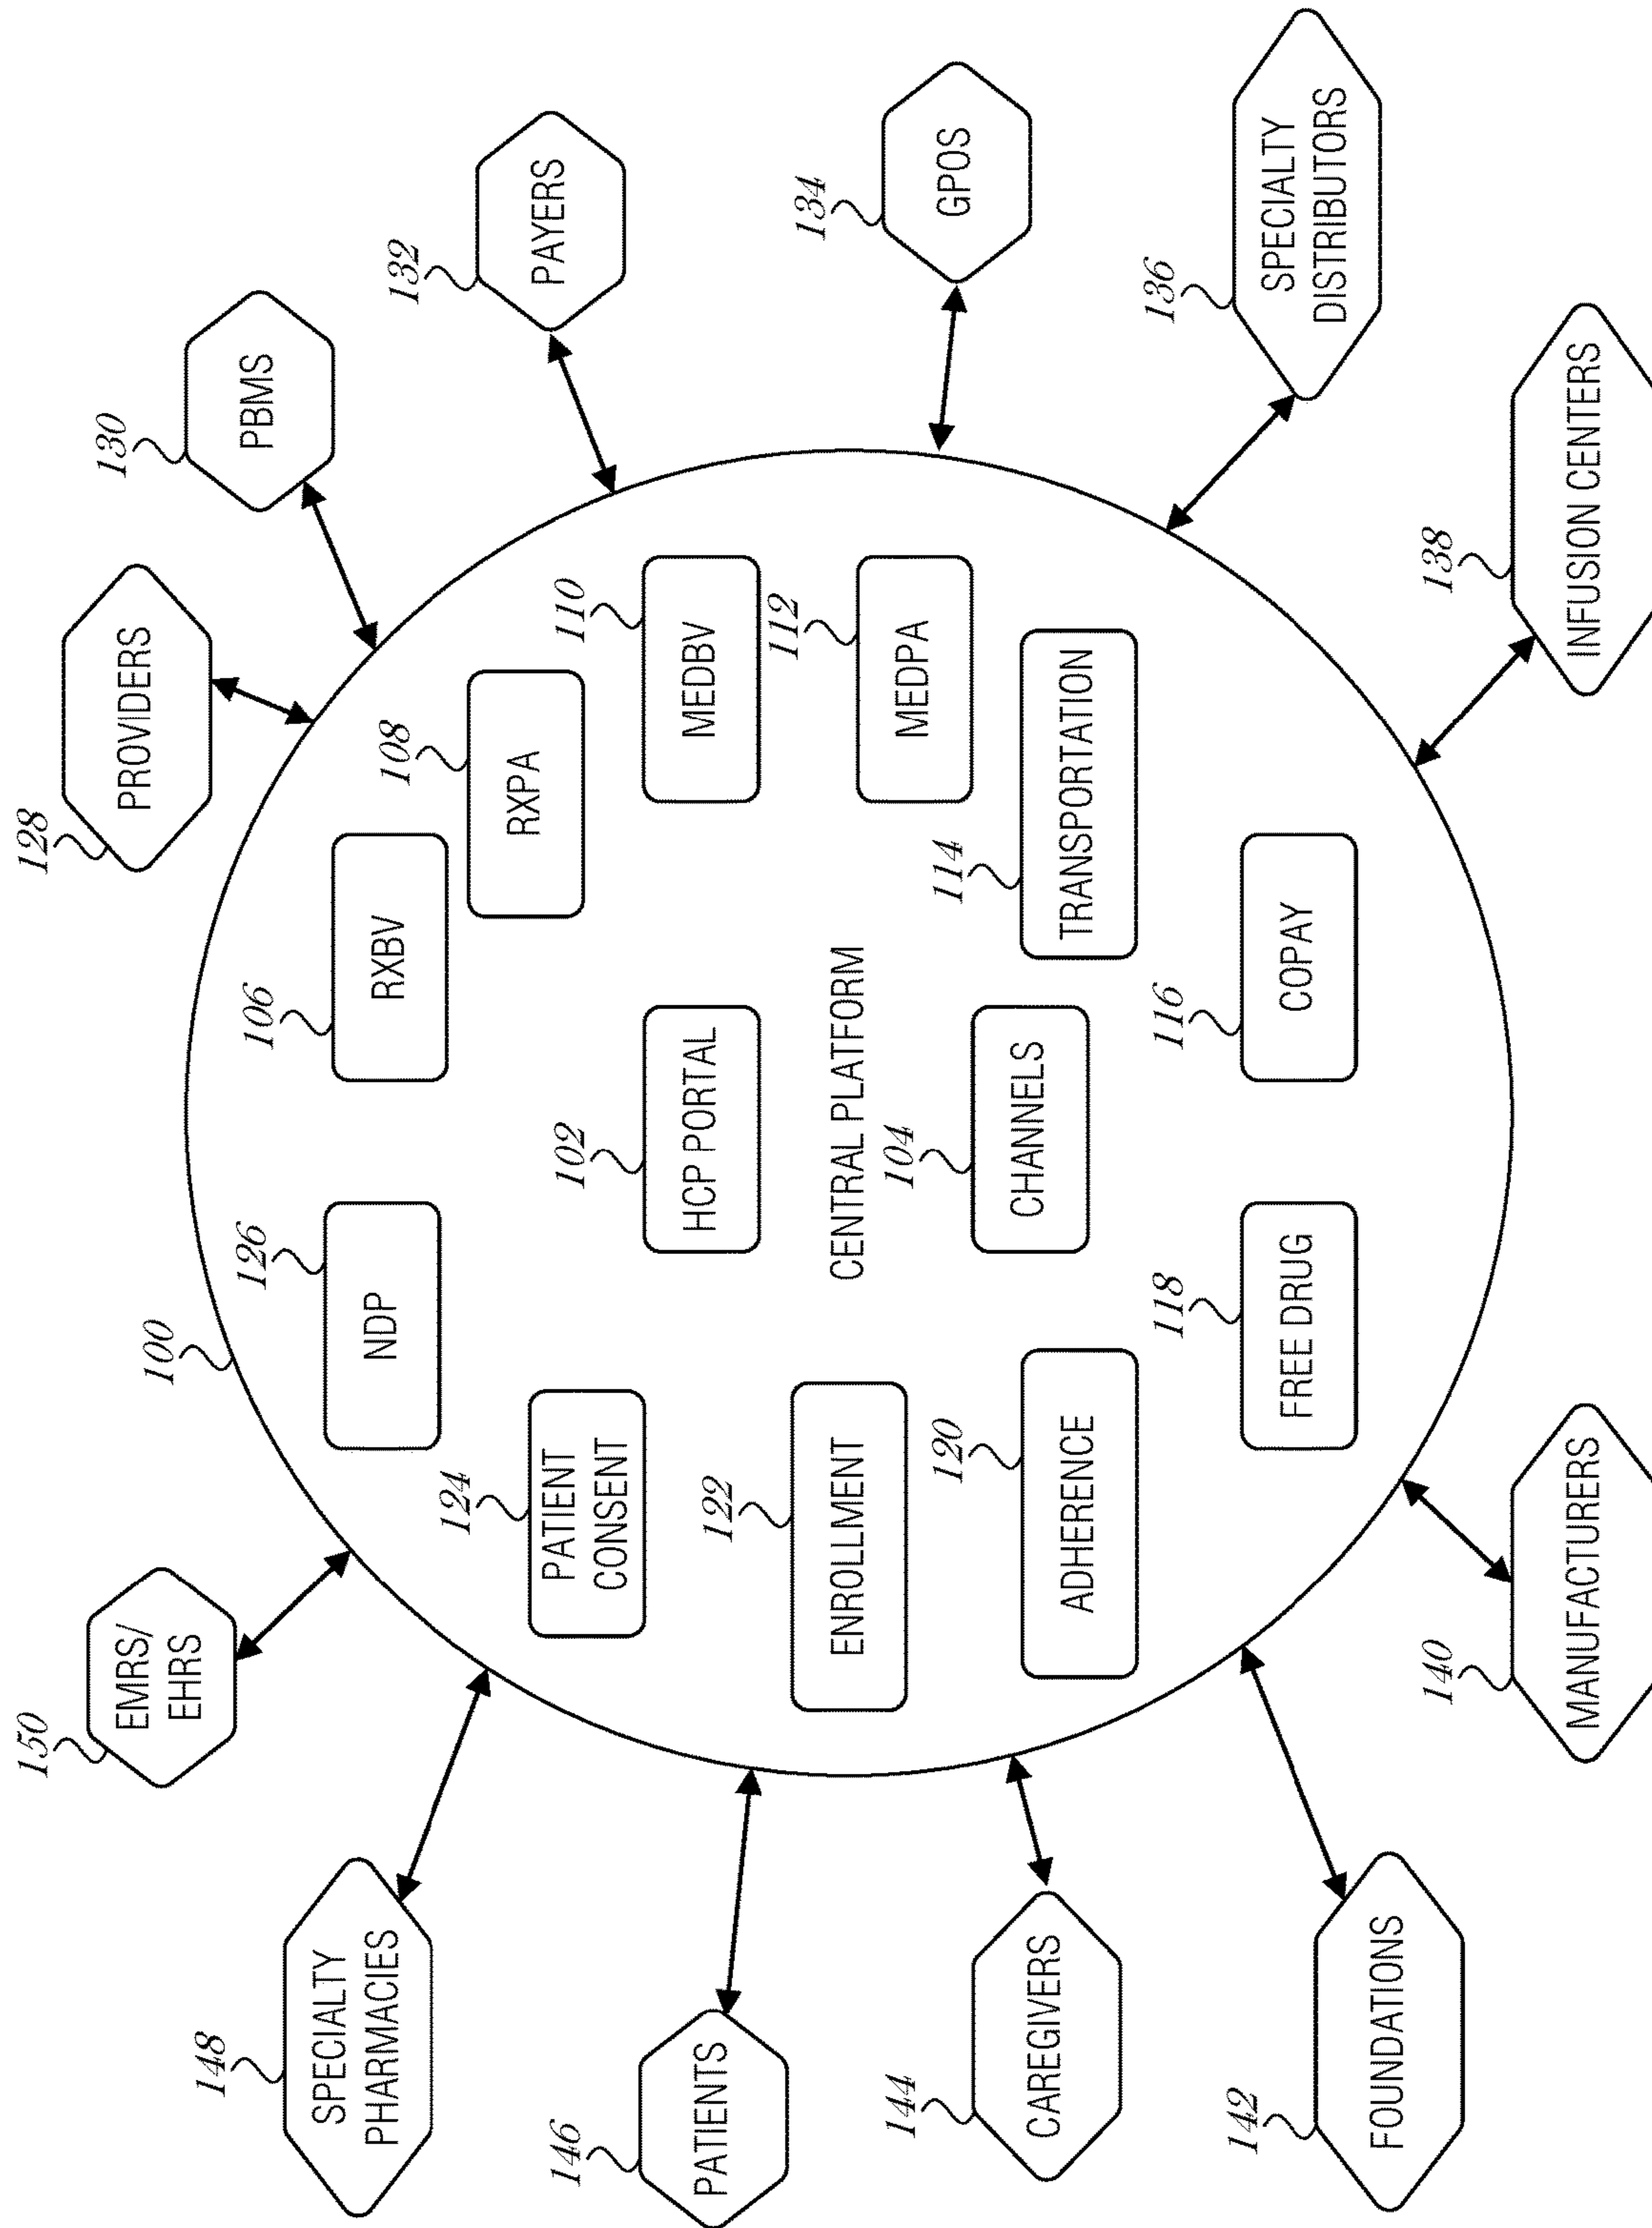 150
EMRS/
EHRS
128
PROVIDERS
130
PBMS
132
PAYERS
134
GPOS
136
SPECIALTY
DISTRIBUTORS
138
INFUSION CENTERS
140
MANUFACTURERS
142
FOUNDATIONS
144
CAREGIVERS
146
PATIENTS
148
SPECIALTY
PHARMACIES
100
126
NDP
106
RXBV
108
RXPA
110
MEDBV
112
MEDPA
114
TRANSPORTATION
116
COPAY
118
FREE DRUG
120
ADHERENCE
122
ENROLLMENT
124
PATIENT
CONSENT
102
HCP PORTAL
CENTRAL PLATFORM
104
CHANNELS